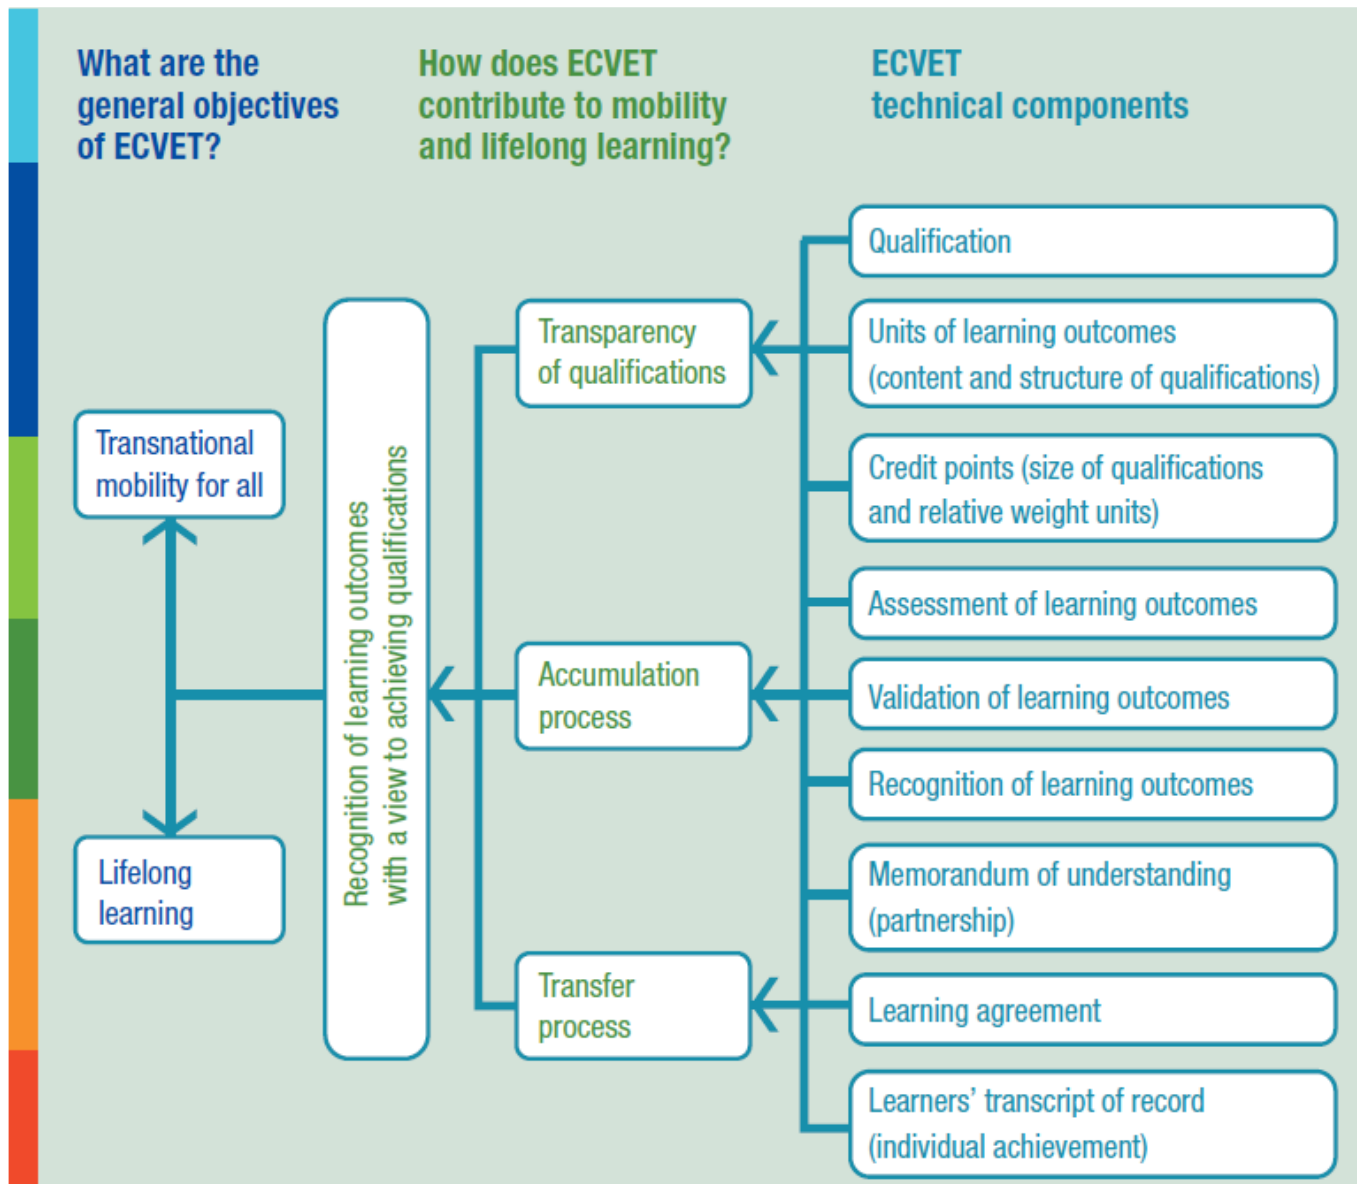 What are the
general objectives
of ECVET?
How does ECVET
contribute to mobility
and lifelong learning?
ECVET
technical components
Transnational
mobility for all
Lifelong
learning
Recognition of learning outcomes
with a view to achieving qualifications
Transparency
of qualifications
Accumulation
process
Transfer
process
Qualification
Units of learning outcomes
(content and structure of qualifications)
Credit points (size of qualifications
and relative weight units)
Assessment of learning outcomes
Validation of learning outcomes
Recognition of learning outcomes
Memorandum of understanding
(partnership)
Learning agreement
Learners’ transcript of record
(individual achievement)